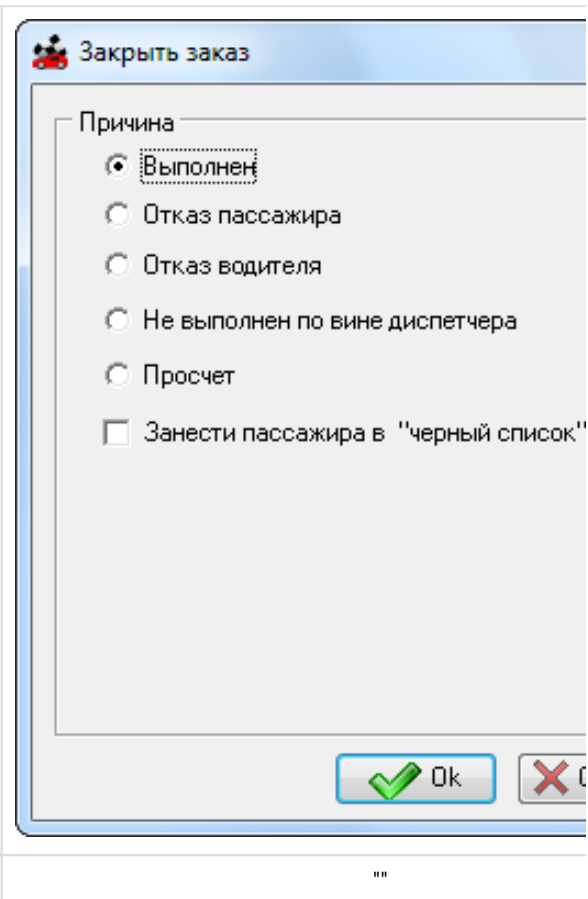 Закрыть заказ
Причина
Выполнен
Отказ пассажира
Отказ водителя
Не выполнен по вине диспетчера
Просчет
Занести пассажира в "черный список"
Ok
""